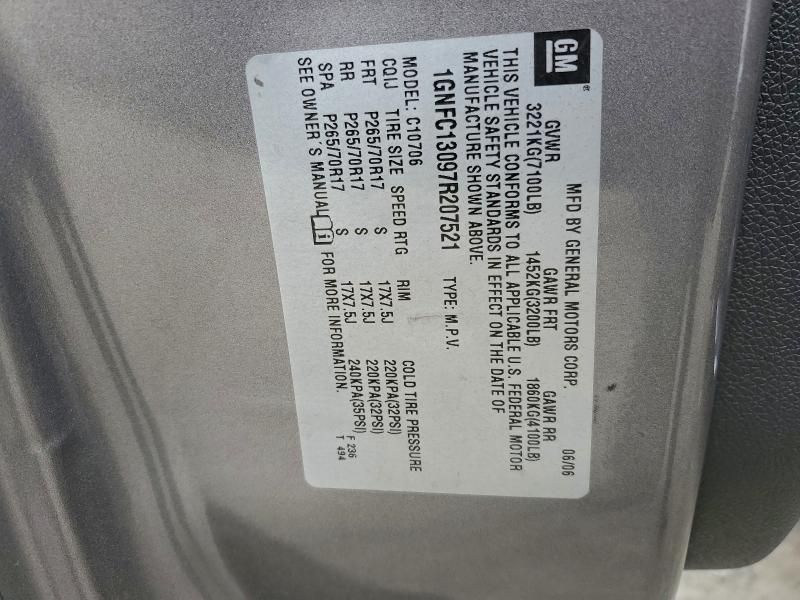 GM
MFD BY GENERAL MOTORS CORP. 06/06
GVWR GAWR FRT GAWR RR
3221KG(7100LB) 1452KG(3200LB) 1860KG(4100LB)
THIS VEHICLE CONFORMS TO ALL APPLICABLE U.S. FEDERAL MOTOR
VEHICLE SAFETY STANDARDS IN EFFECT ON THE DATE OF
MANUFACTURE SHOWN ABOVE.
1GNFC13097R207521 TYPE: M.P.V.
MODEL: C10706
CQIJ TIRE SIZE SPEED RTG RIM COLD TIRE PRESSURE
FRT P265/70R17 S 17X7.5J 220KPA(32PSI)
RR P265/70R17 S 17X7.5J 220KPA(32PSI)
SPA P265/70R17 S 17X7.5J 240KPA(35PSI)
SEE OWNER'S MANUAL FOR MORE INFORMATION.
F 236
T 494